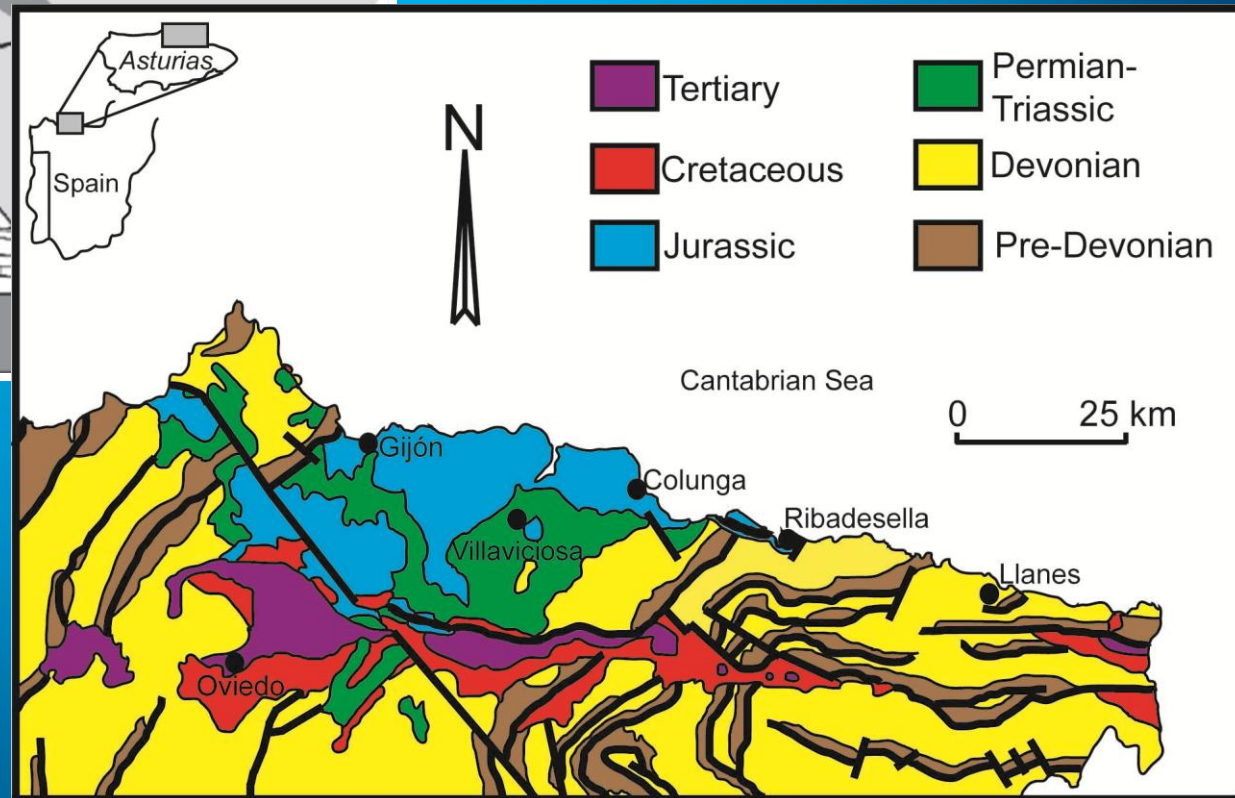 Asturias
Spain
N
Tertiary
Cretaceous
Jurassic
Permian-
Triassic
Devonian
Pre-Devonian
Cantabrian Sea
0 25 km
Gijón
Colunga
Villaviciosa
Ribadesella
Llanes
Oviedo